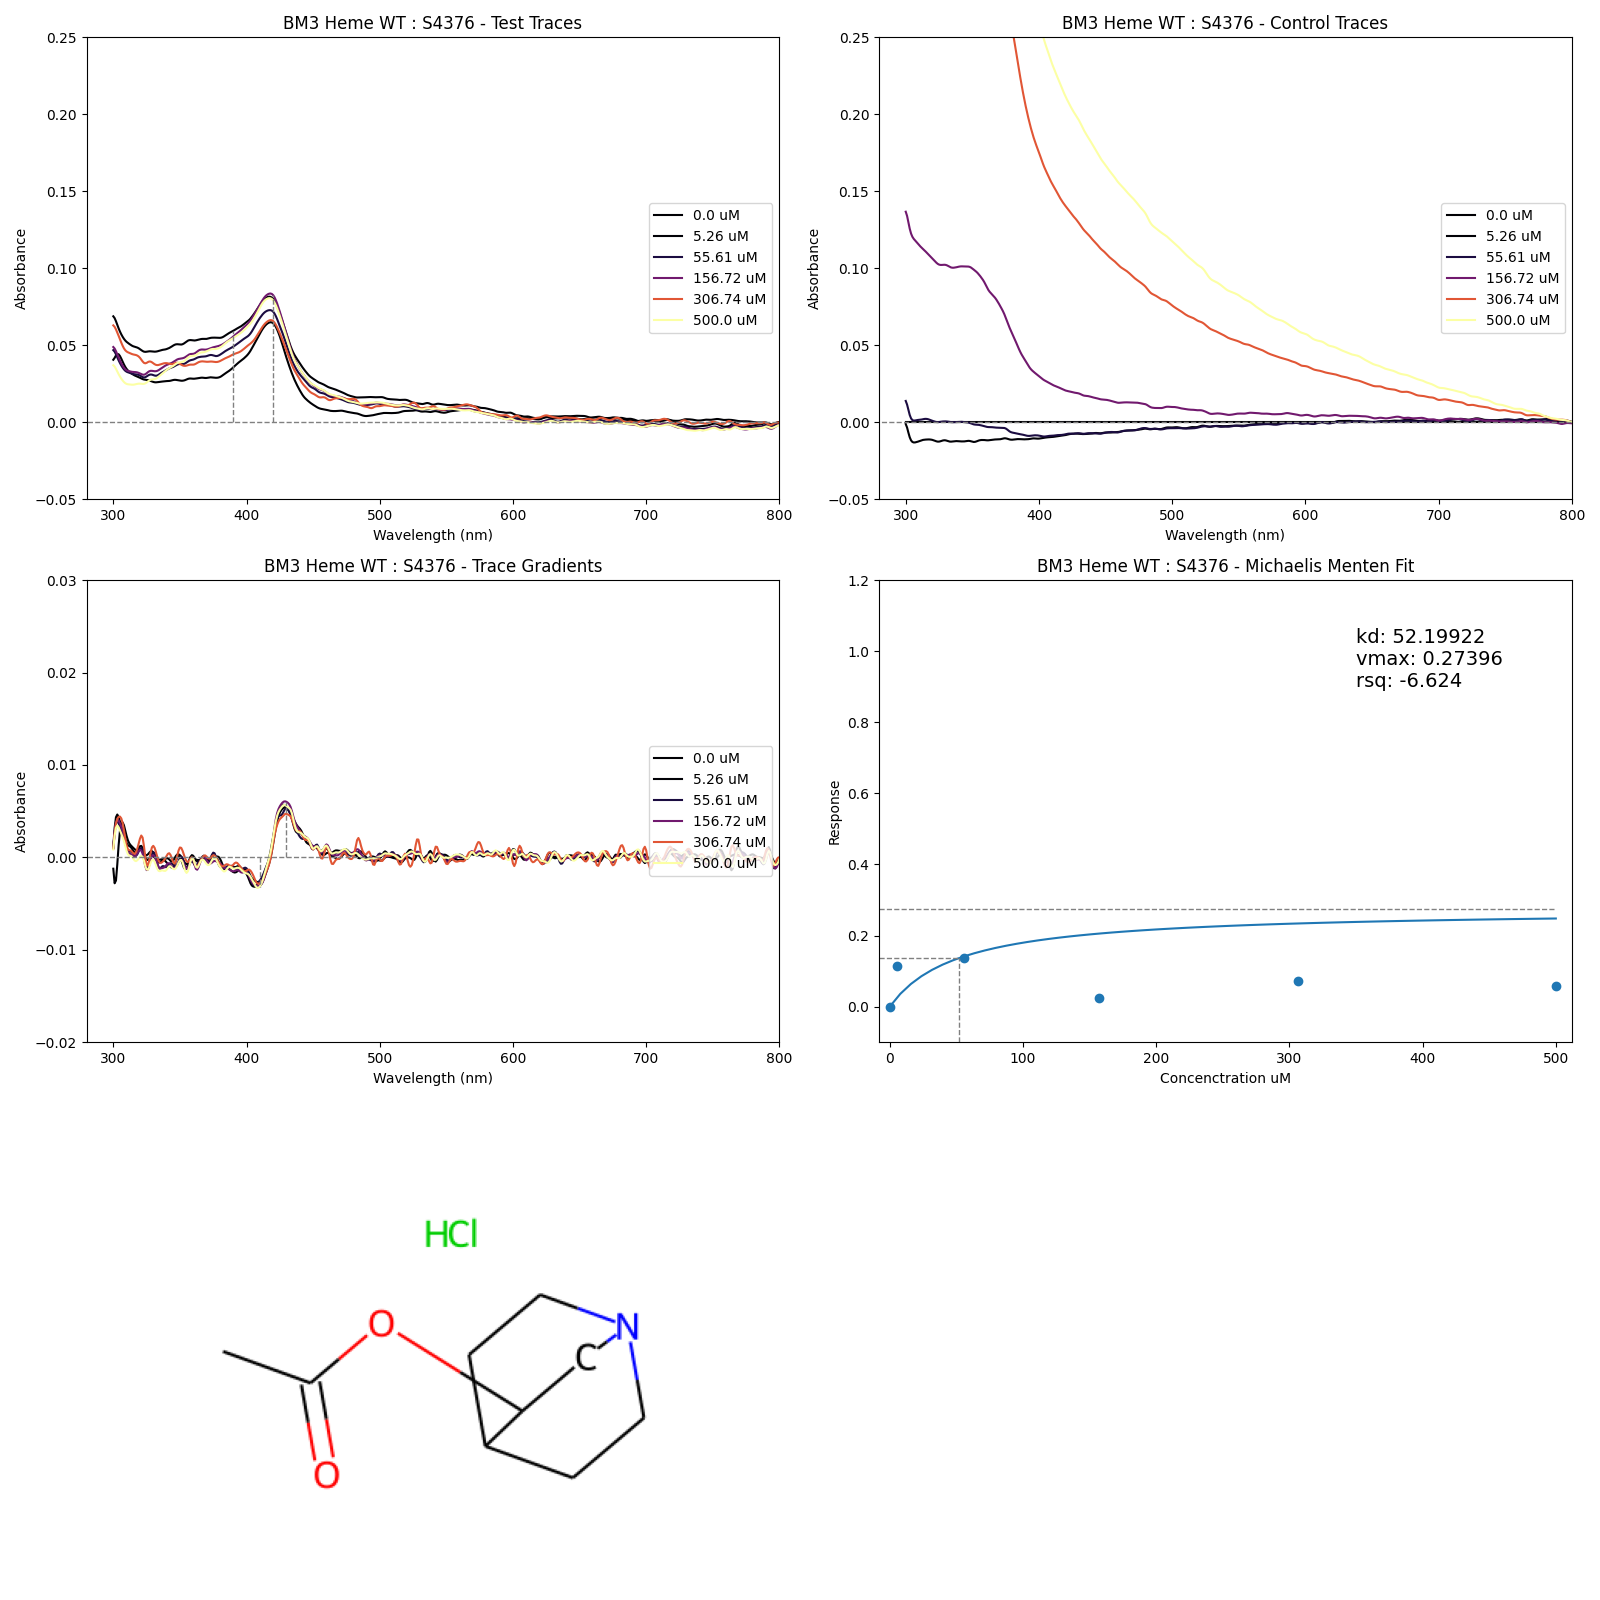 BM3 Heme WT : S4376 - Test Traces
0.25
0.20
0.15
0.10
0.05
0.00
−0.05
Absorbance
300
400
500
600
700
800
Wavelength (nm)
0.0 uM
5.26 uM
55.61 uM
156.72 uM
306.74 uM
500.0 uM
BM3 Heme WT : S4376 - Control Traces
0.25
0.20
0.15
0.10
0.05
0.00
−0.05
Absorbance
300
400
500
600
700
800
Wavelength (nm)
0.0 uM
5.26 uM
55.61 uM
156.72 uM
306.74 uM
500.0 uM
BM3 Heme WT : S4376 - Trace Gradients
0.03
0.02
0.01
0.00
−0.01
−0.02
Absorbance
300
400
500
600
700
800
Wavelength (nm)
0.0 uM
5.26 uM
55.61 uM
156.72 uM
306.74 uM
500.0 uM
BM3 Heme WT : S4376 - Michaelis Menten Fit
1.2
1.0
0.8
0.6
0.4
0.2
0.0
Response
0
100
200
300
400
500
Concenctration uM
kd: 52.19922
vmax: 0.27396
rsq: -6.624
HCl
O
N
C
O